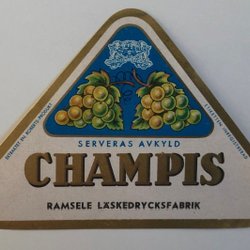 SERVERAS AVKYLD
CHAMPIS
RAMSELE LÄSKEDRYCKSFABRIK